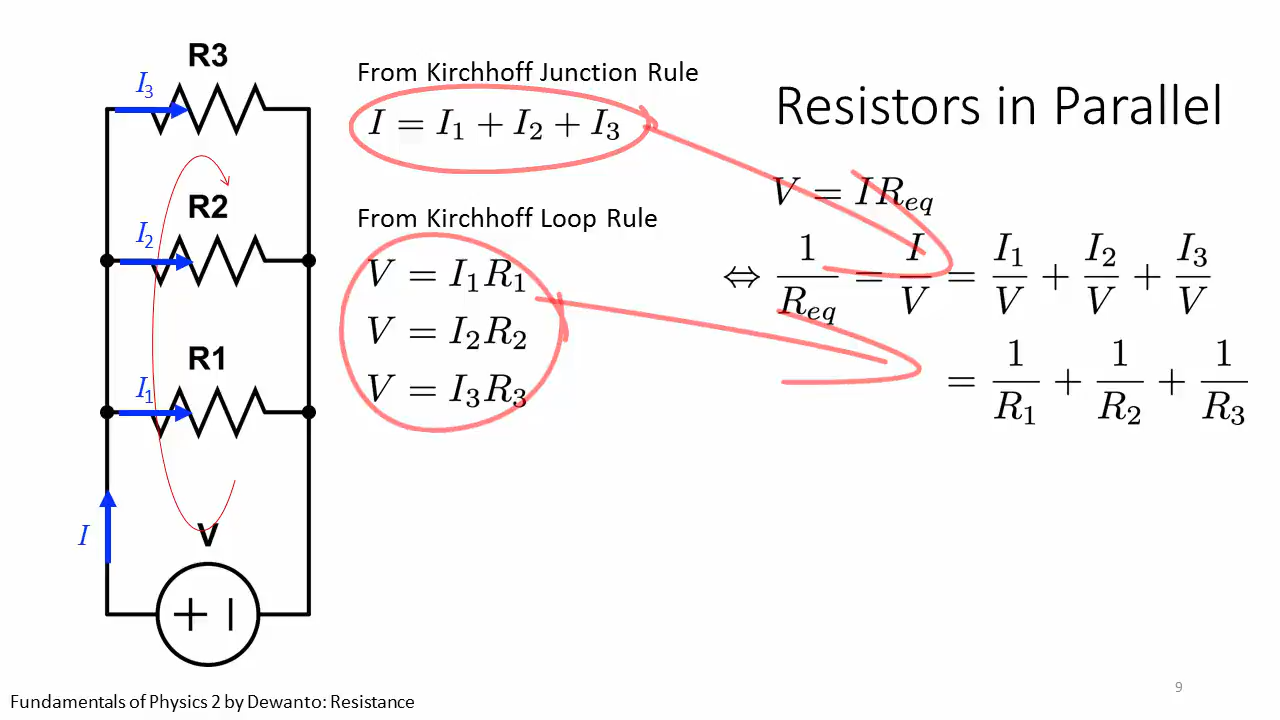 Resistors in Parallel
R3
I₃
R2
I₂
R1
I₁
I
V
+ −
From Kirchhoff Junction Rule
I = I₁ + I₂ + I₃
From Kirchhoff Loop Rule
V = I₁R₁
V = I₂R₂
V = I₃R₃
V = IR_eq
⇔ 1/R_eq = I/V = I₁/V + I₂/V + I₃/V
= 1/R₁ + 1/R₂ + 1/R₃
Fundamentals of Physics 2 by Dewanto: Resistance
9